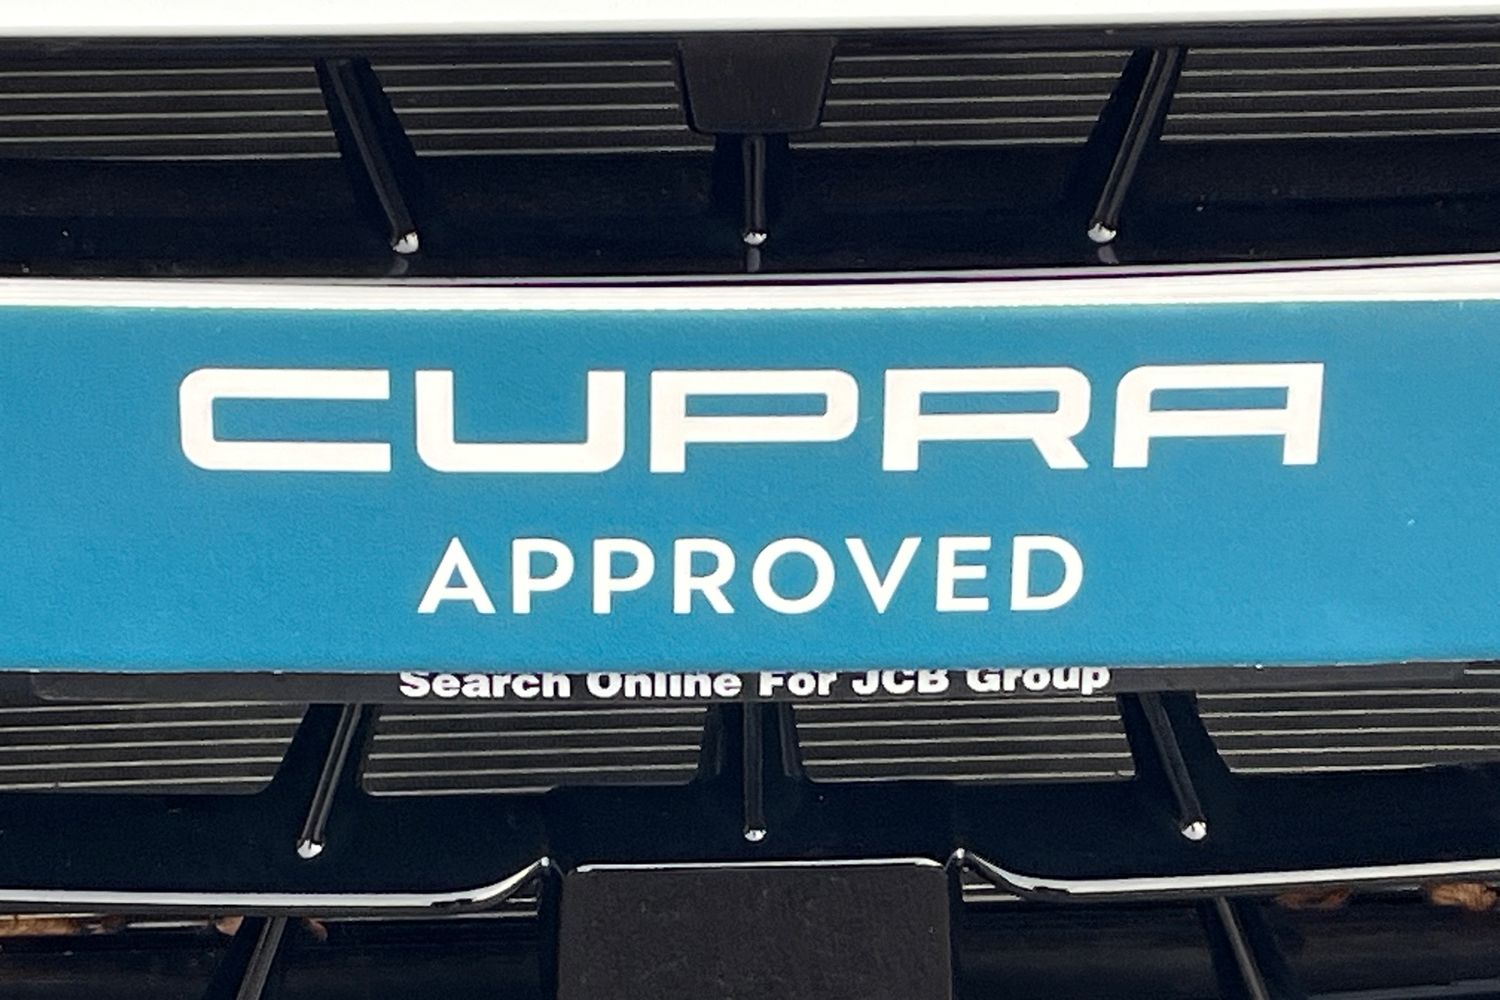 CUPRA
APPROVED
Search Online For JCB Group